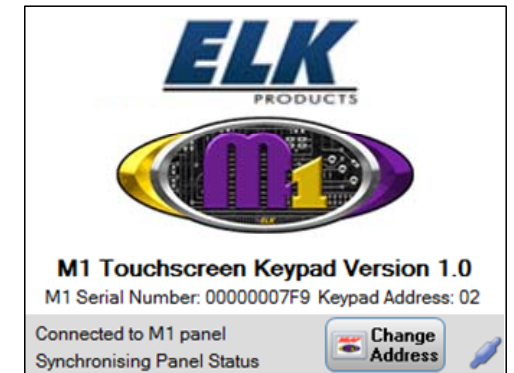 ELK
PRODUCTS
M1
ELK
M1 Touchscreen Keypad Version 1.0
M1 Serial Number: 00000007F9 Keypad Address: 02
Connected to M1 panel
Synchronising Panel Status
Change
Address